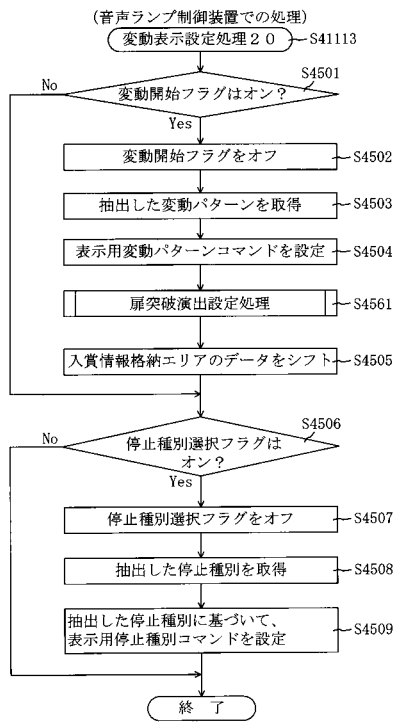 (音声ランプ制御装置での処理)
変動表示設定処理20
S41113
S4501
No
変動開始フラグはオン?
Yes
変動開始フラグをオフ
S4502
抽出した変動パターンを取得
S4503
表示用変動パターンコマンドを設定
S4504
扉突破演出設定処理
S4561
入賞情報格納エリアのデータをシフト
S4505
S4506
No
停止種別選択フラグは
オン?
Yes
停止種別選択フラグをオフ
S4507
抽出した停止種別を取得
S4508
抽出した停止種別に基づいて、
表示用停止種別コマンドを設定
S4509
終 了